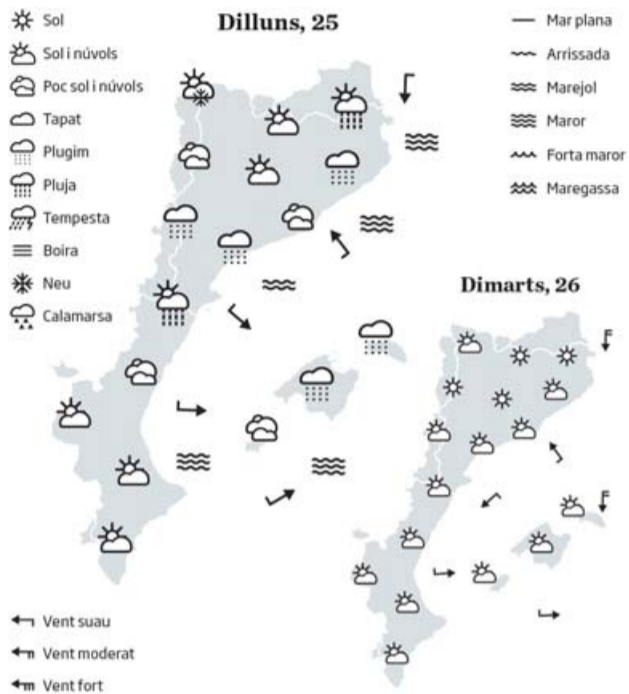 Dilluns, 25
Sol
Sol i núvols
Poc sol i núvols
Tapat
Plugim
Pluja
Tempesta
Boira
Neu
Calamarsa
Mar plana
Arrissada
Marejol
Maror
Forta maror
Maregassa
Dimarts, 26
Vent suau
Vent moderat
Vent fort